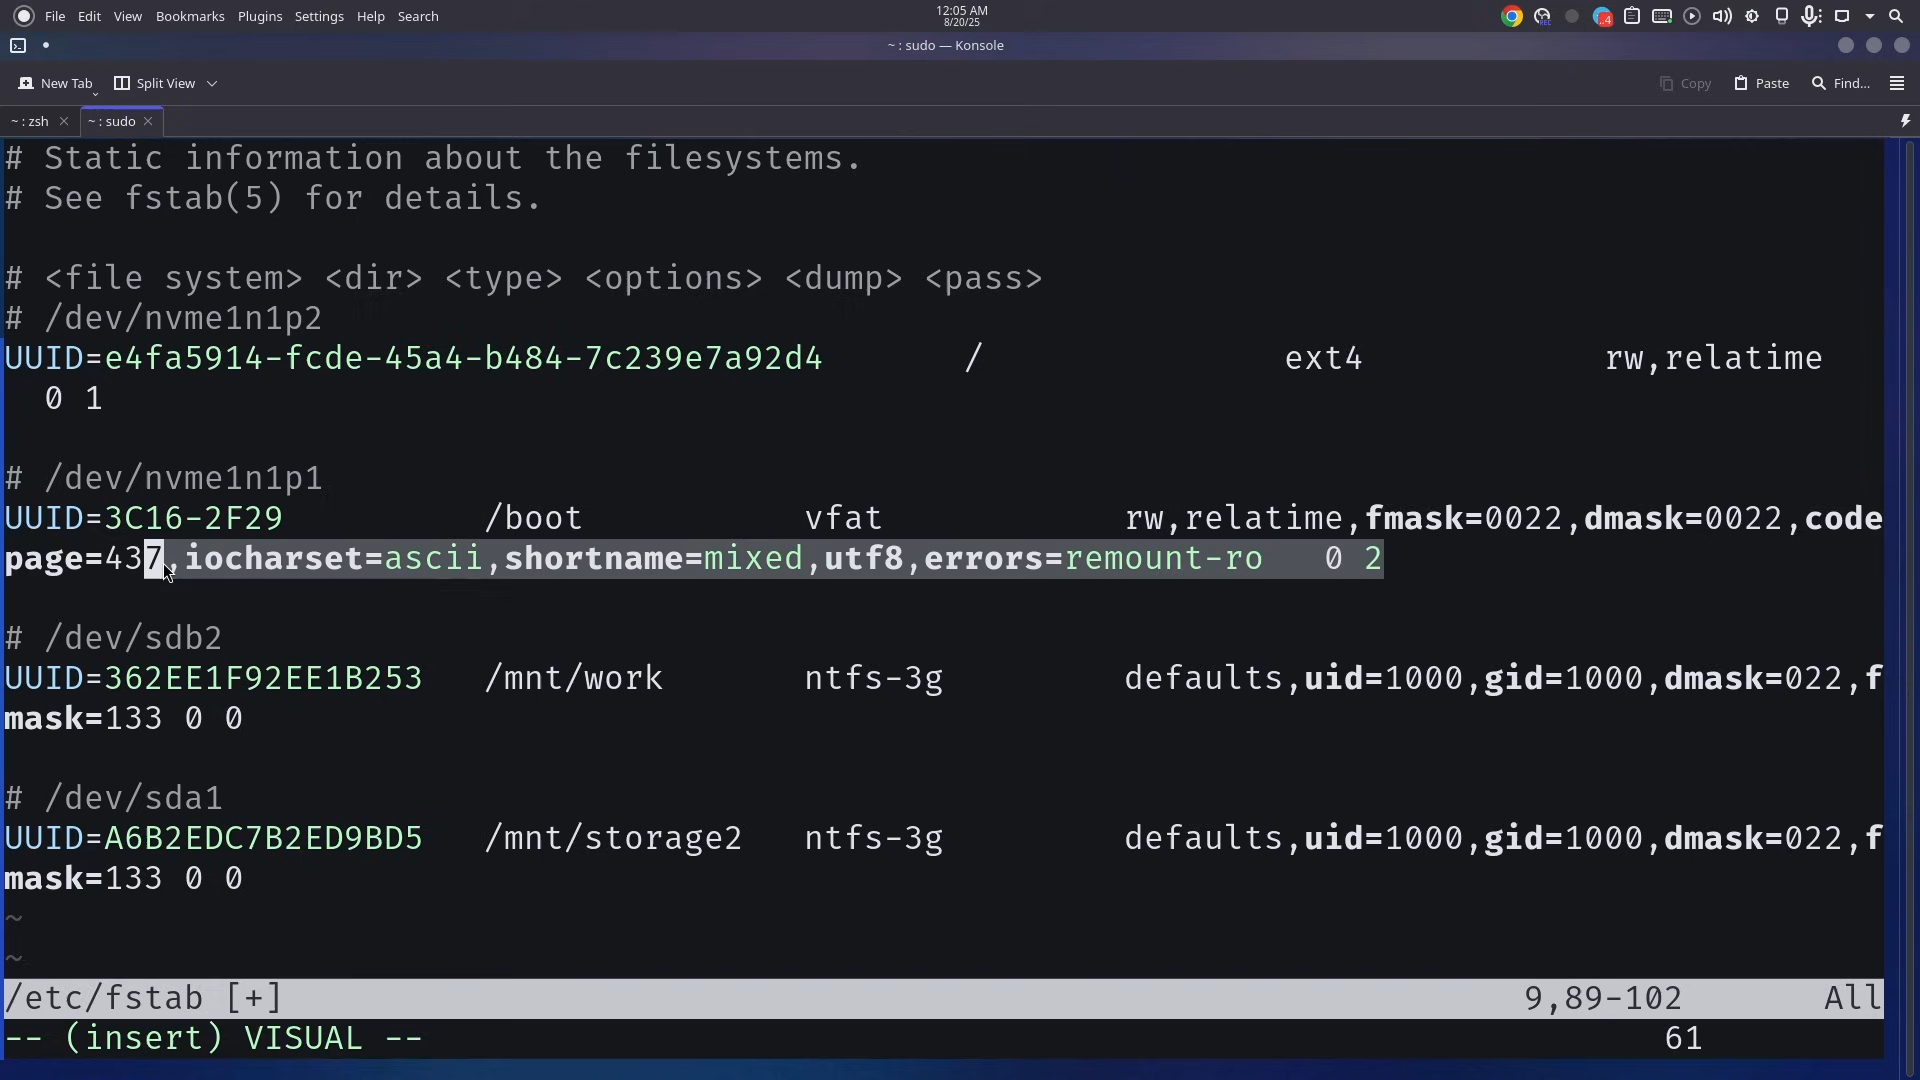 File Edit View Bookmarks Plugins Settings Help Search
12:05 AM
8/20/25
~ : sudo — Konsole
New Tab Split View Copy Paste Find...
~ : zsh ~ : sudo
# Static information about the filesystems.
# See fstab(5) for details.
# <file system> <dir> <type> <options> <dump> <pass>
# /dev/nvme1n1p2
UUID=e4fa5914-fcde-45a4-b484-7c239e7a92d4 / ext4 rw,relatime
0 1
# /dev/nvme1n1p1
UUID=3C16-2F29 /boot vfat rw,relatime,fmask=0022,dmask=0022,code
page=437,iocharset=ascii,shortname=mixed,utf8,errors=remount-ro 0 2
# /dev/sdb2
UUID=362EE1F92EE1B253 /mnt/work ntfs-3g defaults,uid=1000,gid=1000,dmask=022,f
mask=133 0 0
# /dev/sda1
UUID=A6B2EDC7B2ED9BD5 /mnt/storage2 ntfs-3g defaults,uid=1000,gid=1000,dmask=022,f
mask=133 0 0
~
~
/etc/fstab [+] 9,89-102 All
-- (insert) VISUAL -- 61